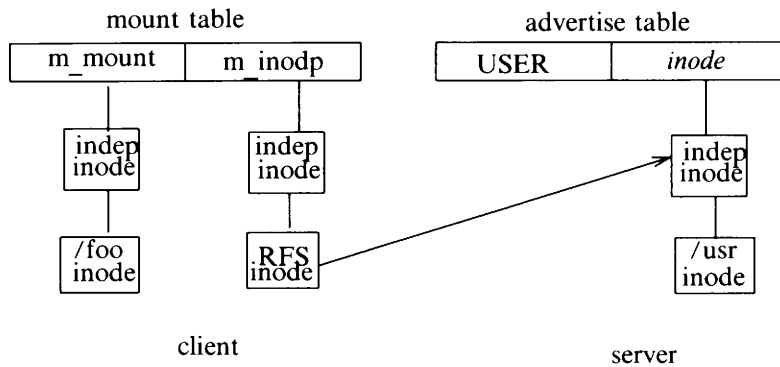 mount table
advertise table
m_mount
m_inodp
USER
inode
indep
inode
indep
inode
indep
inode
/foo
inode
RFS
inode
/usr
inode
client
server